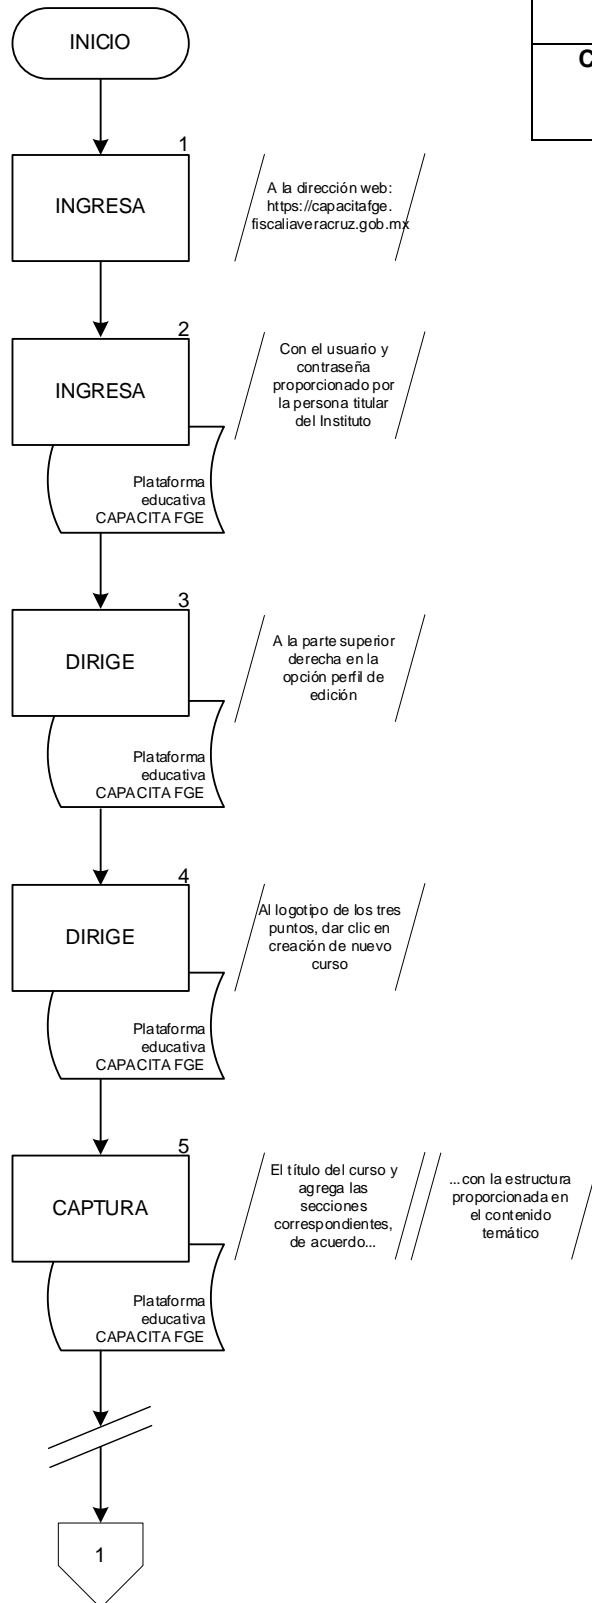 INICIO
C
1
INGRESA
A la dirección web:
https://capacitafge.
fiscaliaveracruz.gob.mx
2
INGRESA
Con el usuario y
contraseña
proporcionado por
la persona titular
del Instituto
Plataforma
educativa
CAPACITA FGE
3
DIRIGE
A la parte superior
derecha en la
opción perfil de
edición
Plataforma
educativa
CAPACITA FGE
4
DIRIGE
Al logotipo de los tres
puntos, dar clic en
creación de nuevo
curso
Plataforma
educativa
CAPACITA FGE
5
CAPTURA
El título del curso y
agrega las
secciones
correspondientes,
de acuerdo...
...con la estructura
proporcionada en
el contenido
temático
Plataforma
educativa
CAPACITA FGE
1